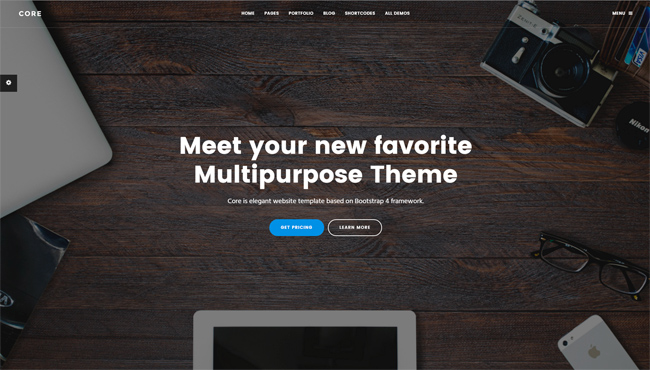 CORE
HOME PAGES PORTFOLIO BLOG SHORTCODES ALL DEMOS
MENU
Nikon
Meet your new favorite
Multipurpose Theme
Core is elegant website template based on Bootstrap 4 framework.
GET PRICING LEARN MORE